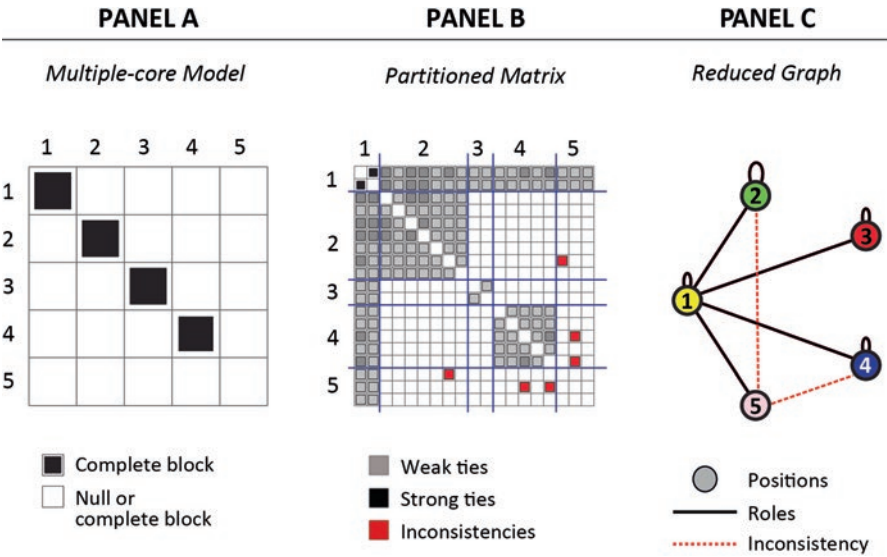 PANEL A
PANEL B
PANEL C
Multiple-core Model
Partitioned Matrix
Reduced Graph
1 2 3 4 5
1
2
3
4
5
Complete block
Null or
complete block
1 2 3 4 5
1
2
3
4
5
Weak ties
Strong ties
Inconsistencies
2
3
1
4
5
Positions
Roles
Inconsistency